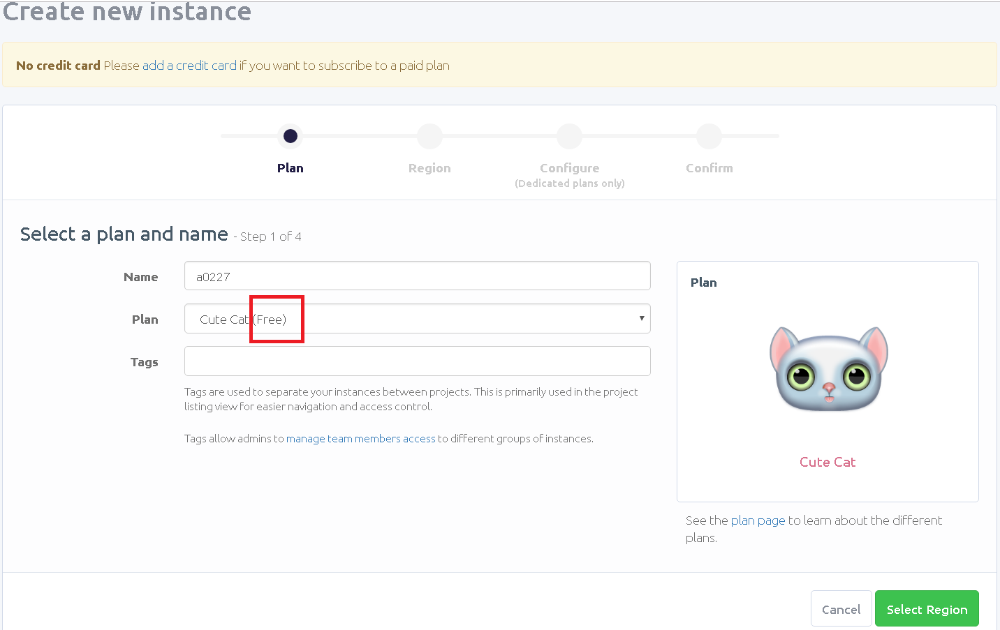 Create new instance
No credit card Please add a credit card if you want to subscribe to a paid plan
Plan
Region
Configure
(Dedicated plans only)
Confirm
Select a plan and name - Step 1 of 4
Name
a0227
Plan
Cute Cat (Free)
Tags
Tags are used to separate your instances between projects. This is primarily used in the project
listing view for easier navigation and access control.
Tags allow admins to manage team members access to different groups of instances.
Plan
Cute Cat
See the plan page to learn about the different
plans.
Cancel
Select Region